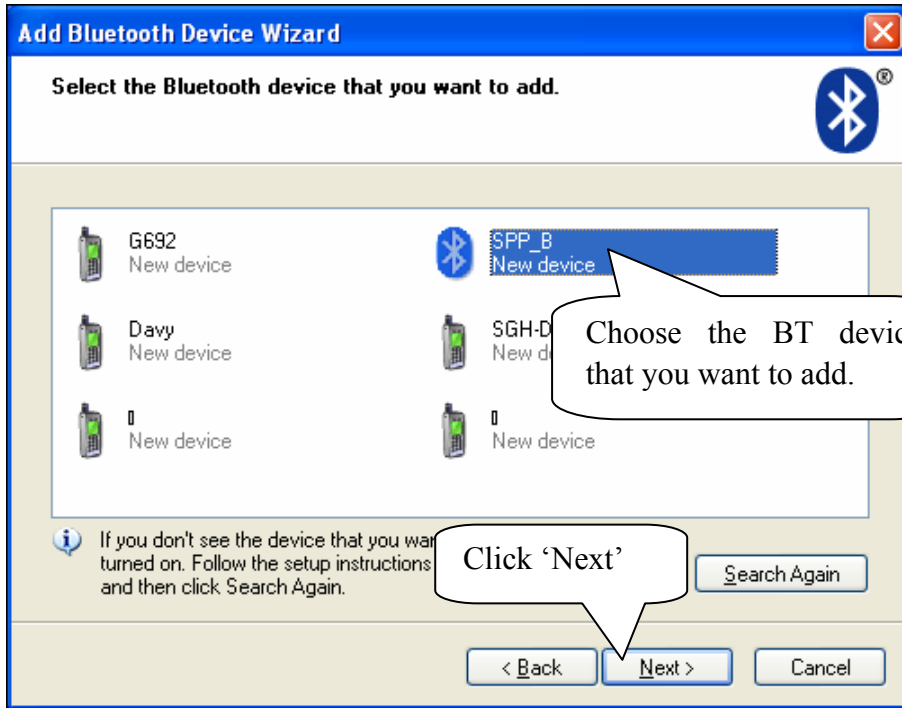 Add Bluetooth Device Wizard
Select the Bluetooth device that you want to add.
®
G692
New device
SPP_B
New device
Davy
New device
SGH-D
New d
Choose the BT devic
that you want to add.
New device
New device
If you don't see the device that you wan
turned on. Follow the setup instructions
and then click Search Again.
Click ‘Next’
Search Again
< Back
Next >
Cancel